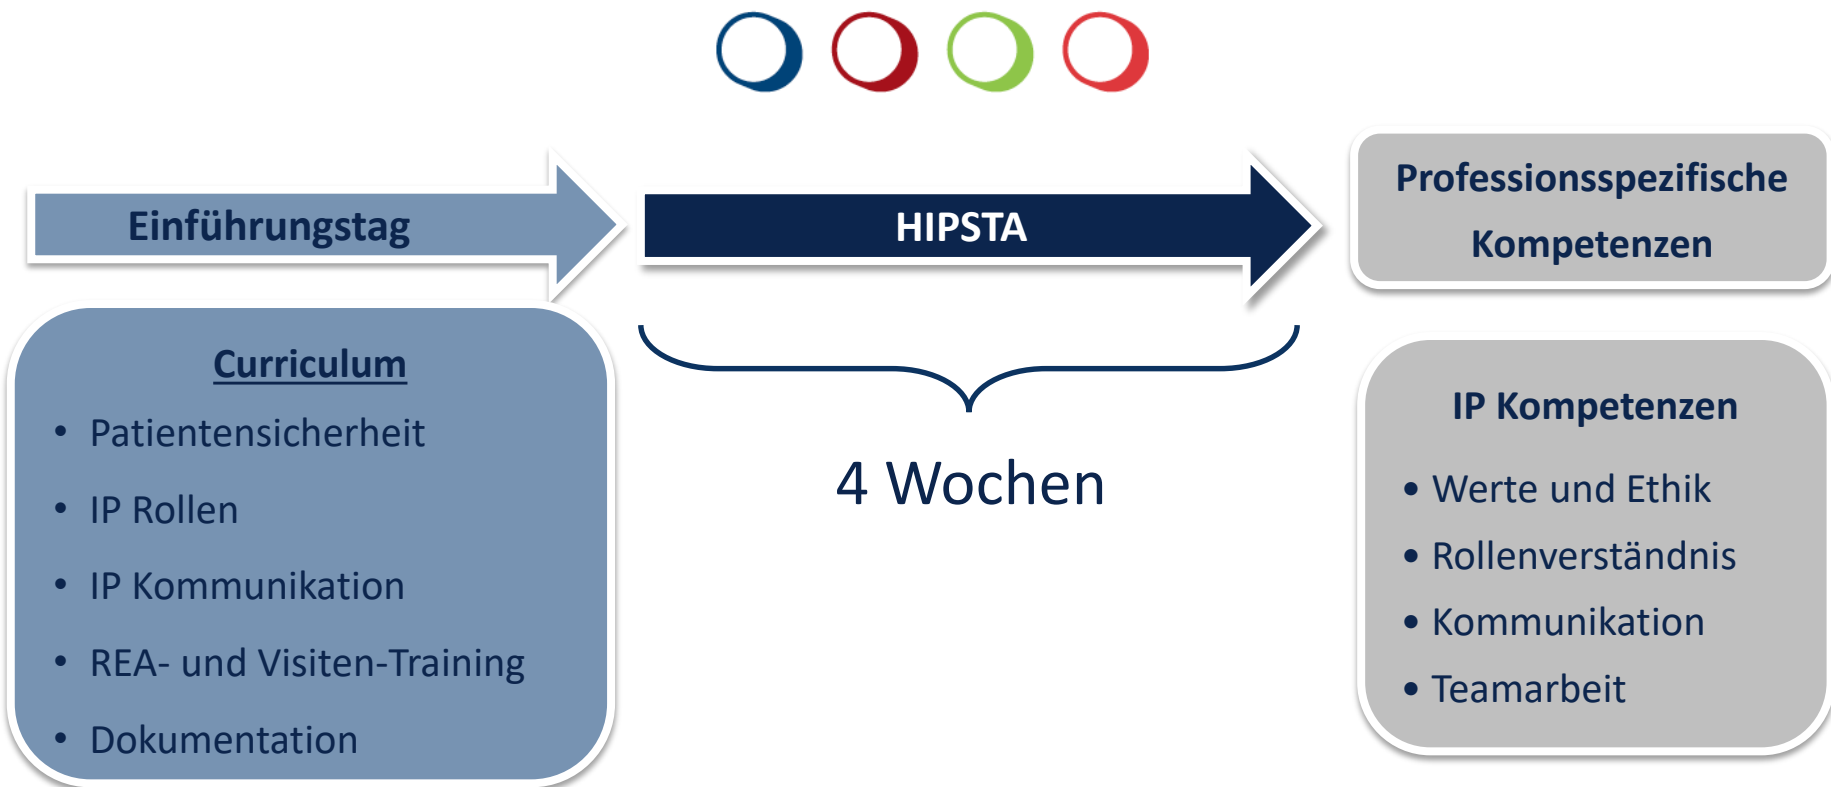 Einführungstag
HIPSTA
Professionsspezifische
Kompetenzen
Curriculum
• Patientensicherheit
• IP Rollen
• IP Kommunikation
• REA- und Visiten-Training
• Dokumentation
4 Wochen
IP Kompetenzen
• Werte und Ethik
• Rollenverständnis
• Kommunikation
• Teamarbeit